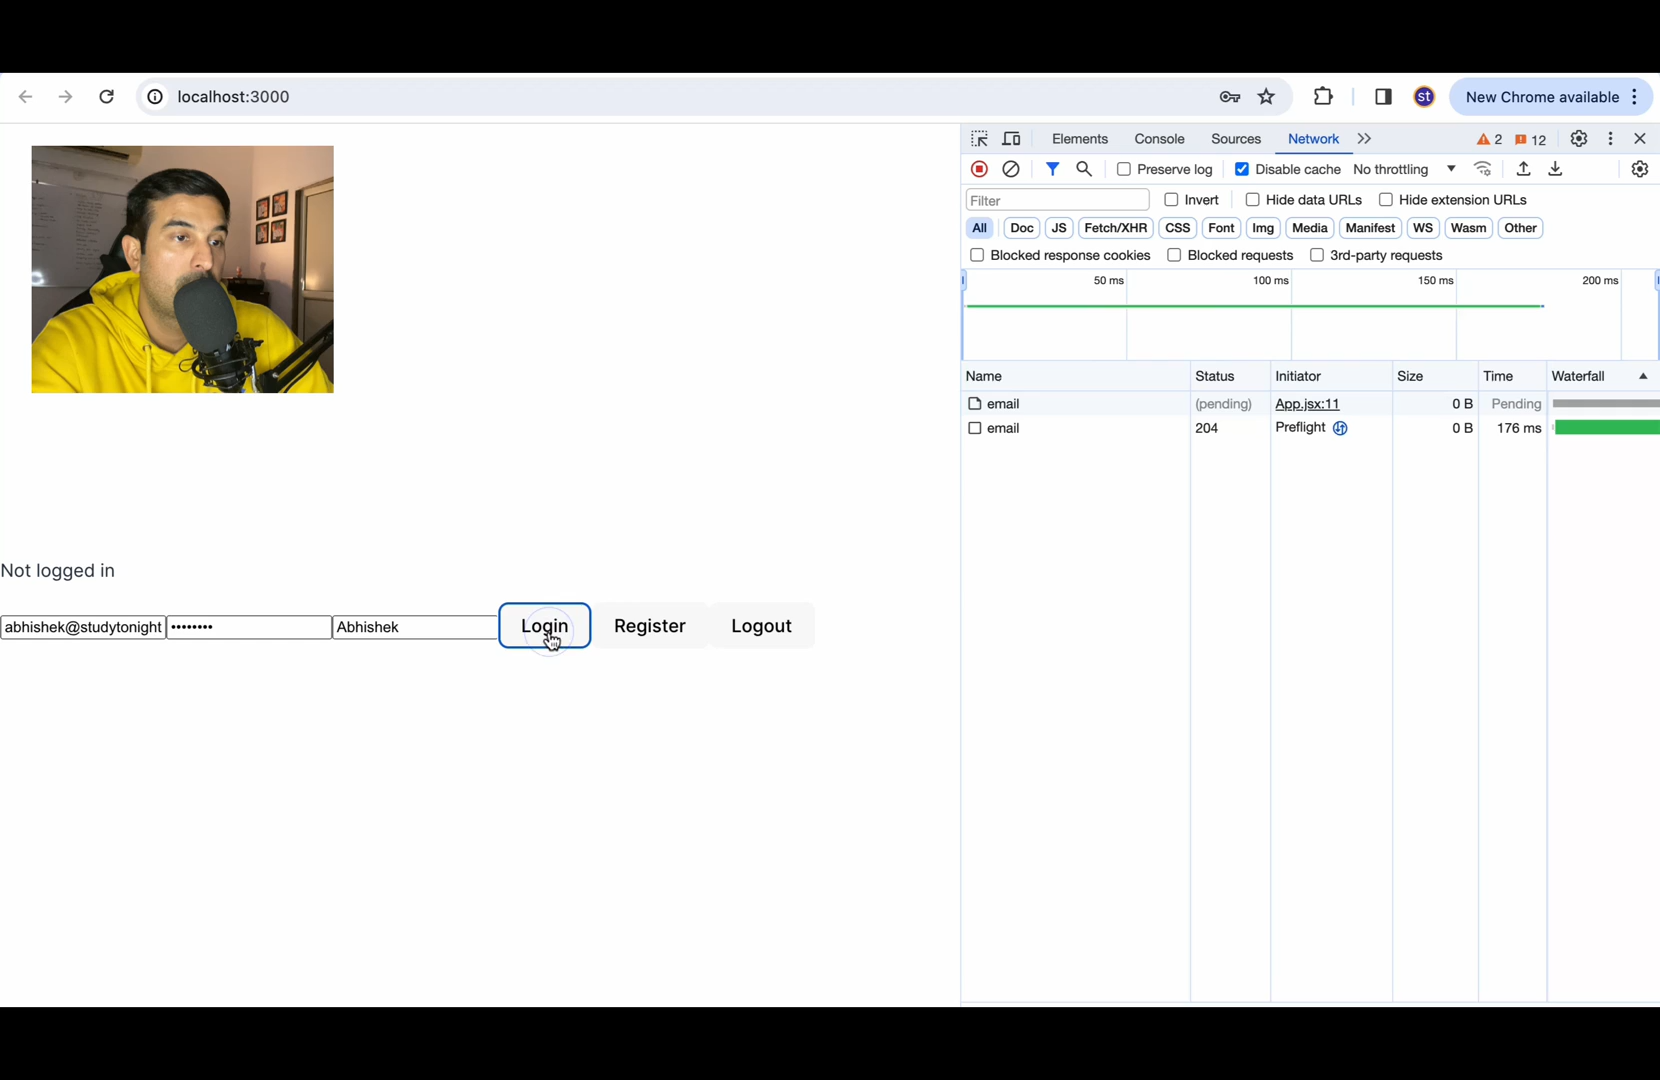 localhost:3000
st
New Chrome available
Elements Console Sources Network 2 12
Preserve log Disable cache No throttling
Filter Invert Hide data URLs Hide extension URLs
All Doc JS Fetch/XHR CSS Font Img Media Manifest WS Wasm Other
Blocked response cookies Blocked requests 3rd-party requests
50 ms 100 ms 150 ms 200 ms
Name Status Initiator Size Time Waterfall
email (pending) App.jsx:11 0 B Pending
email 204 Preflight 0 B 176 ms
Not logged in
abhishek@studytonight •••••••• Abhishek Login Register Logout